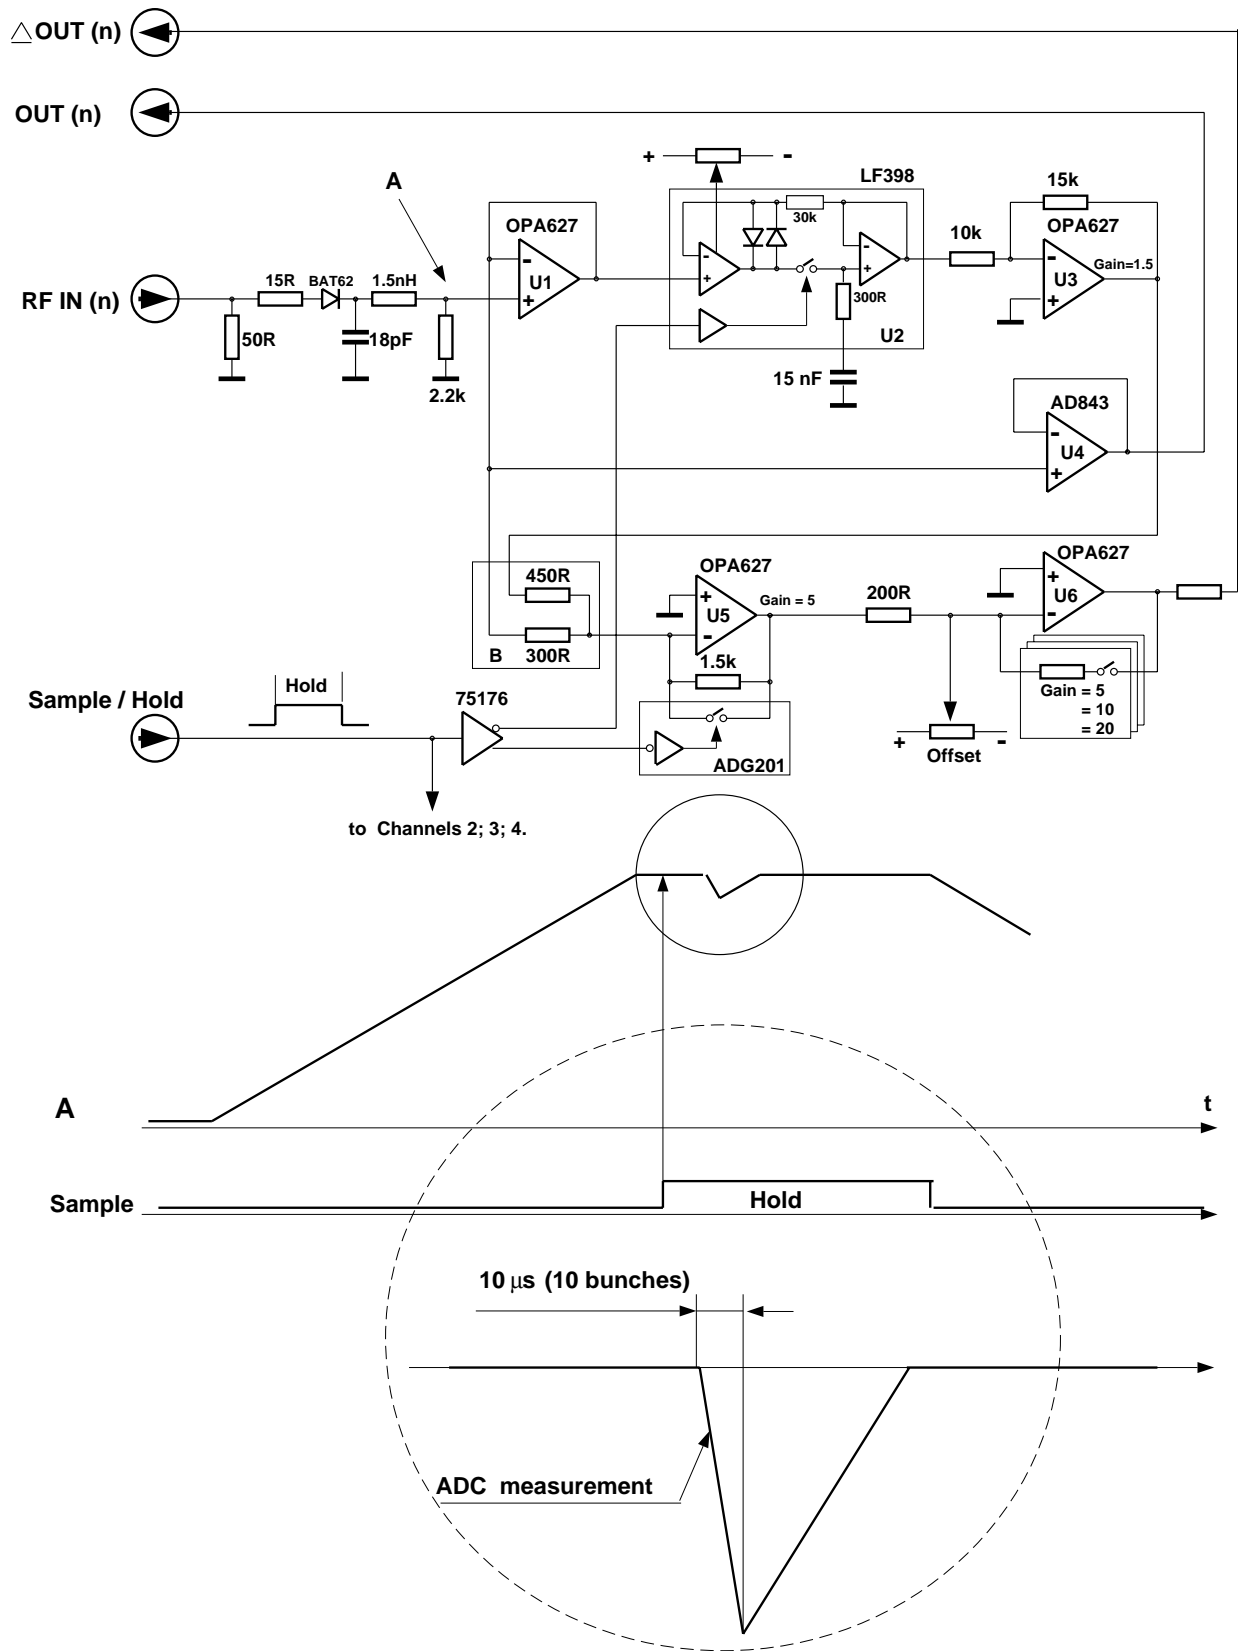 △ OUT (n)
OUT (n)
+ -
LF398
15k
A
OPA627
30k
10k
OPA627
Gain=1.5
- + U1
- +
- +
- + U3
RF IN (n)
15R
BAT62
1.5nH
300R
50R
18pF
U2
2.2k
15 nF
AD843
- + U4
450R
OPA627
OPA627
+ - U5
Gain = 5
200R
+ - U6
B
300R
1.5k
Sample / Hold
Hold
75176
Gain = 5
= 10
= 20
+ -
Offset
ADG201
to Channels 2; 3; 4.
A
t
Sample
Hold
10 μs (10 bunches)
ADC measurement